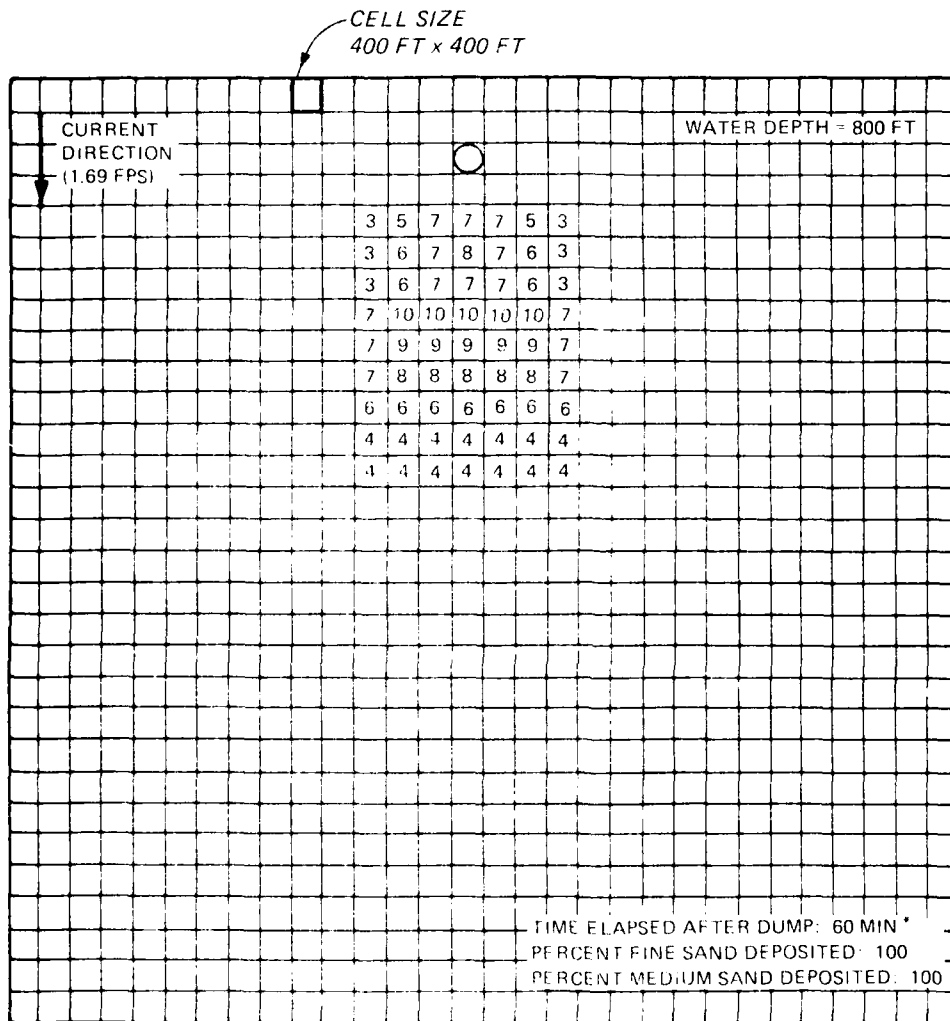 CELL SIZE
400 FT x 400 FT
CURRENT
DIRECTION
(1.69 FPS)
WATER DEPTH = 800 FT
3 5 7 7 7 5 3
3 6 7 8 7 6 3
3 6 7 7 7 6 3
7 10 10 10 10 10 7
7 9 9 9 9 9 7
7 8 8 8 8 8 7
6 6 6 6 6 6 6
4 4 4 4 4 4 4
4 4 4 4 4 4 4
TIME ELAPSED AFTER DUMP: 60 MIN*
PERCENT FINE SAND DEPOSITED: 100
PERCENT MEDIUM SAND DEPOSITED: 100